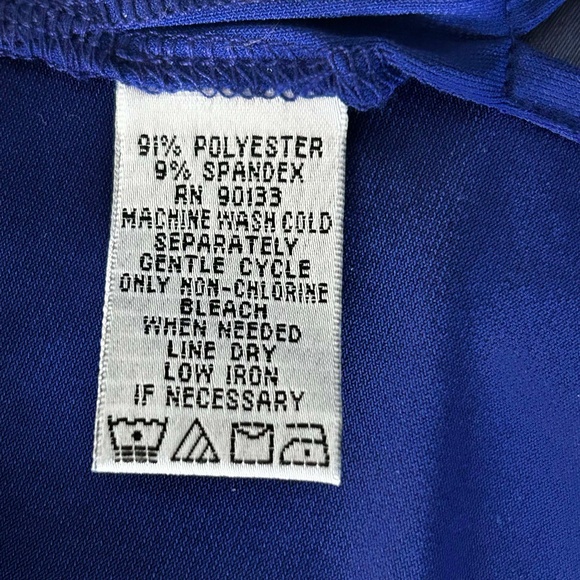 91% POLYESTER
9% SPANDEX
RN 90133
MACHINE WASH COLD
SEPARATELY
GENTLE CYCLE
ONLY NON-CHLORINE
BLEACH
WHEN NEEDED
LINE DRY
LOW IRON
IF NECESSARY